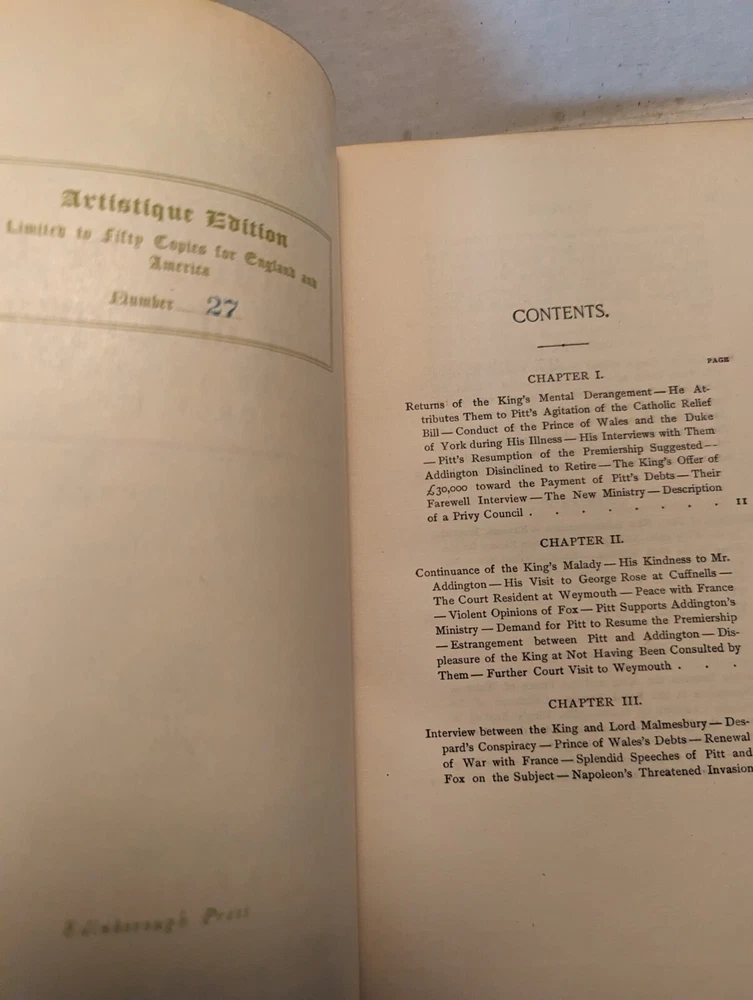 Artistique Edition
Limited to Fifty Copies for England and
America
Number 27
Edinborough Press
CONTENTS.
PAGE
CHAPTER I.
Returns of the King's Mental Derangement — He At-
tributes Them to Pitt's Agitation of the Catholic Relief
Bill — Conduct of the Prince of Wales and the Duke
of York during His Illness — His Interviews with Them
— Pitt's Resumption of the Premiership Suggested —
Addington Disinclined to Retire — The King's Offer of
£30,000 toward the Payment of Pitt's Debts — Their
Farewell Interview — The New Ministry — Description
of a Privy Council . . . . . . . . 11
CHAPTER II.
Continuance of the King's Malady — His Kindness to Mr.
Addington — His Visit to George Rose at Cuffnells —
The Court Resident at Weymouth — Peace with France
— Violent Opinions of Fox — Pitt Supports Addington's
Ministry — Demand for Pitt to Resume the Premiership
— Estrangement between Pitt and Addington — Dis-
pleasure of the King at Not Having Been Consulted by
Them — Further Court Visit to Weymouth . . .
CHAPTER III.
Interview between the King and Lord Malmesbury — Des-
pard's Conspiracy — Prince of Wales's Debts — Renewal
of War with France — Splendid Speeches of Pitt and
Fox on the Subject — Napoleon's Threatened Invasion